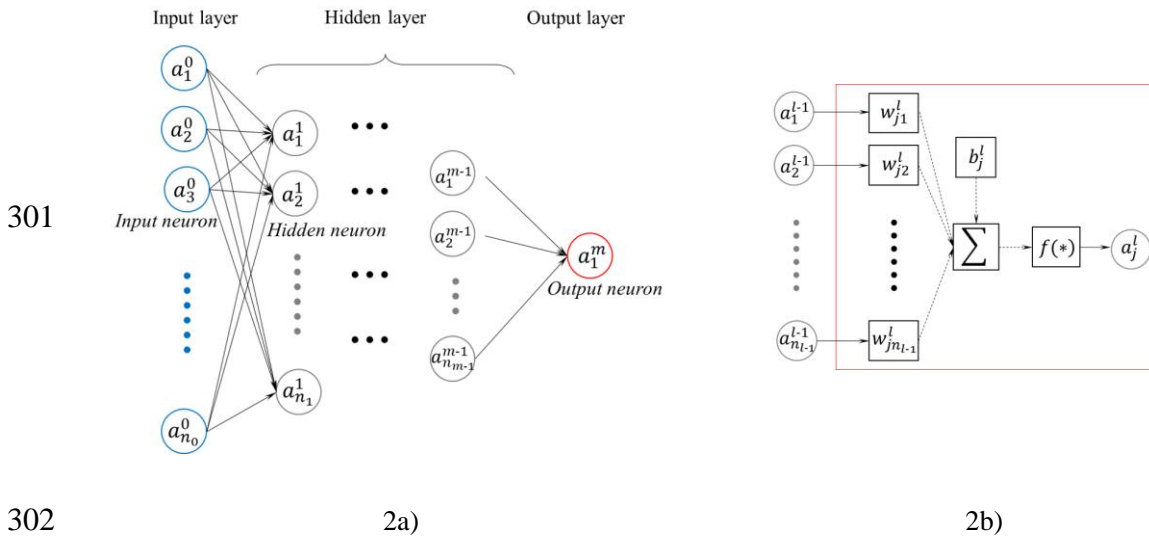 Input layer Hidden layer Output layer
a_1^0
a_2^0
a_3^0
Input neuron
a_{n_0}^0
a_1^1
a_2^1
Hidden neuron
a_{n_1}^1
a_1^{m-1}
a_2^{m-1}
a_{n_{m-1}}^{m-1}
a_1^m
Output neuron
a_1^{l-1} w_{j1}^l
a_2^{l-1} w_{j2}^l
b_j^l
∑ f(*) a_j^l
a_{n_{l-1}}^{l-1} w_{jn_{l-1}}^l
301
302 2a) 2b)